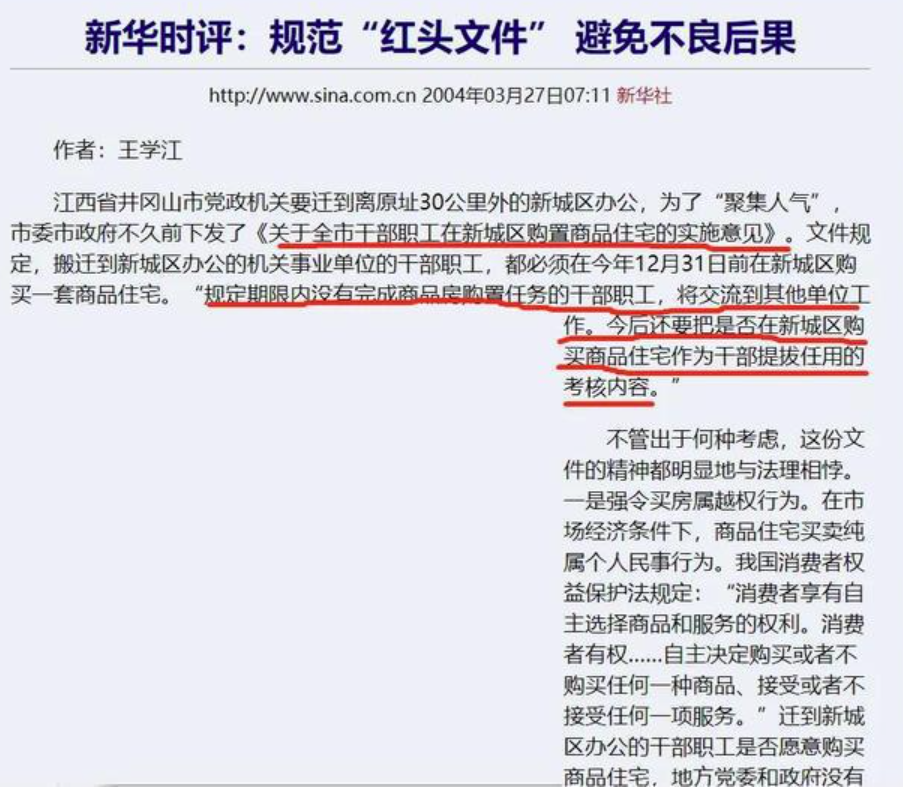 新华时评：规范“红头文件” 避免不良后果
http://www.sina.com.cn 2004年03月27日07:11 新华社
作者：王学江
江西省井冈山市党政机关要迁到离原址30公里外的新城区办公，为了“聚集人气”，
市委市政府不久前下发了《关于全市干部职工在新城区购置商品住宅的实施意见》。文件规
定，搬迁到新城区办公的机关事业单位的干部职工，都必须在今年12月31日前在新城区购
买一套商品住宅。“规定期限内没有完成商品房购置任务的干部职工，将交流到其他单位工
作。今后还要把是否在新城区购
买商品住宅作为干部提拔任用的
考核内容。”
不管出于何种考虑，这份文
件的精神都明显地与法理相悖。
一是强令买房属越权行为。在市
场经济条件下，商品住宅买卖纯
属个人民事行为。我国消费者权
益保护法规定：“消费者享有自
主选择商品和服务的权利。消费
者有权……自主决定购买或者不
购买任何一种商品、接受或者不
接受任何一项服务。”迁到新城
区办公的干部职工是否愿意购买
商品住宅，地方党委和政府没有